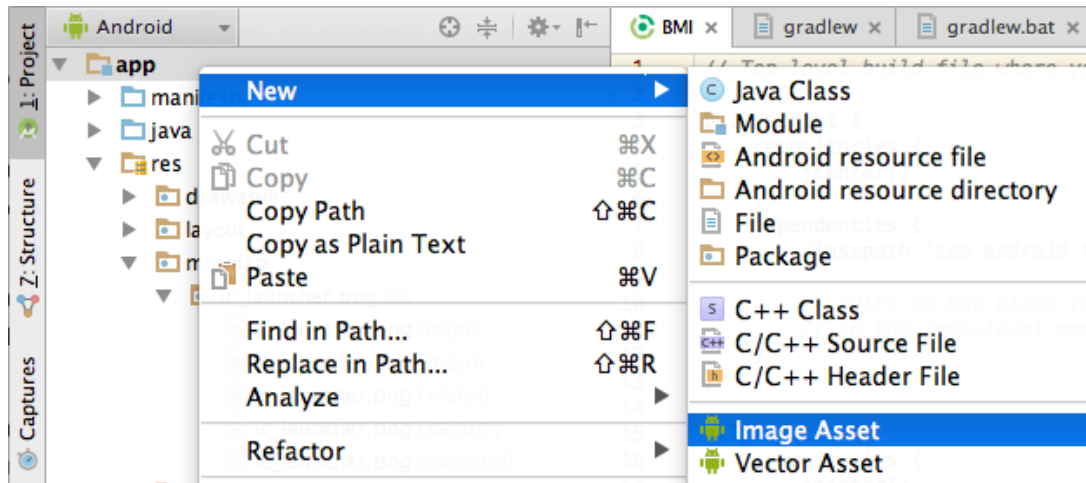 1: Project
Z: Structure
Captures
Android
app
mani
java
res
New
Cut ⌘X
Copy ⌘C
Copy Path ⇧⌘C
Copy as Plain Text
Paste ⌘V
Find in Path... ⇧⌘F
Replace in Path... ⇧⌘R
Analyze
Refactor
BMI
gradlew
gradlew.bat
Java Class
Module
Android resource file
Android resource directory
File
Package
C++ Class
C/C++ Source File
C/C++ Header File
Image Asset
Vector Asset